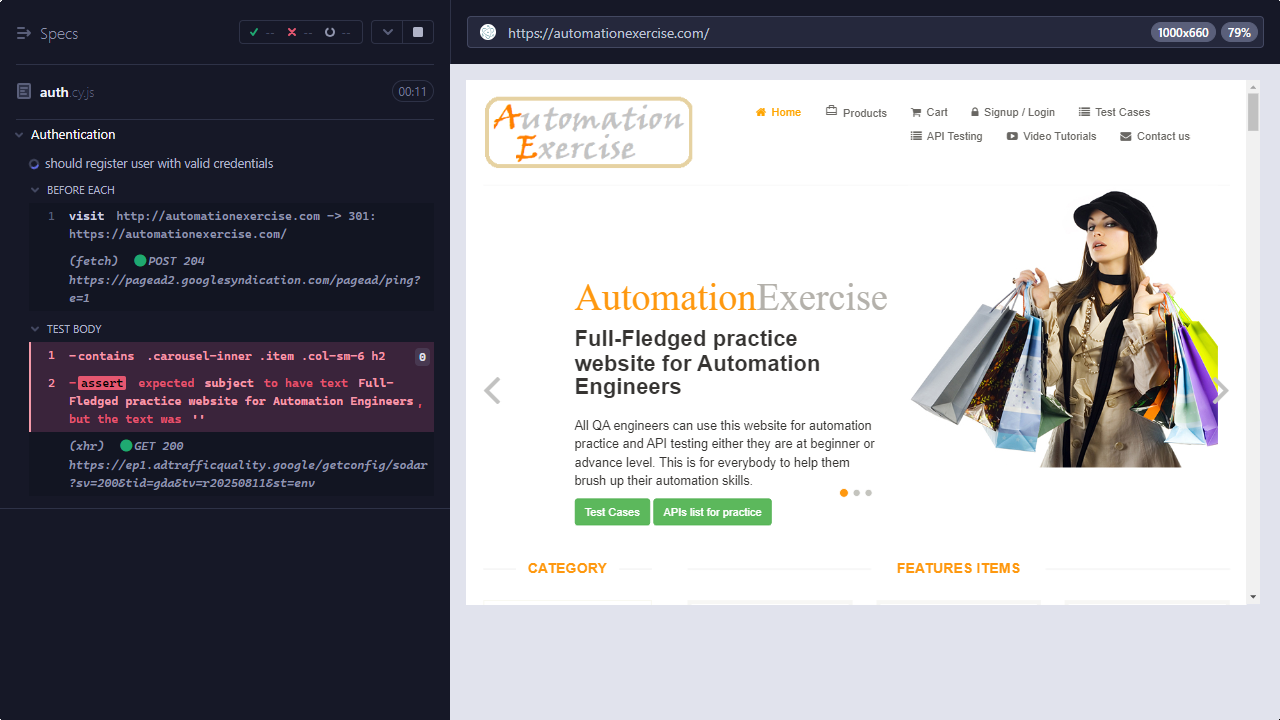 Specs
--
--
--
https://automationexercise.com/
1000x660
79%
auth.cy.js
00:11
Authentication
should register user with valid credentials
BEFORE EACH
1 visit http://automationexercise.com -> 301:
https://automationexercise.com/
(fetch) POST 204
https://pagead2.googlesyndication.com/pagead/ping?
e=1
TEST BODY
1 -contains .carousel-inner .item .col-sm-6 h2 0
2 -assert expected subject to have text Full-
Fledged practice website for Automation Engineers,
but the text was ''
(xhr) GET 200
https://ep1.adtrafficquality.google/getconfig/sodar
?sv=200&tid=gda&tv=r20250811&st=env
Automation
Exercise
Home
Products
Cart
Signup / Login
Test Cases
API Testing
Video Tutorials
Contact us
AutomationExercise
Full-Fledged practice
website for Automation
Engineers
All QA engineers can use this website for automation
practice and API testing either they are at beginner or
advance level. This is for everybody to help them
brush up their automation skills.
Test Cases
APIs list for practice
CATEGORY
FEATURES ITEMS